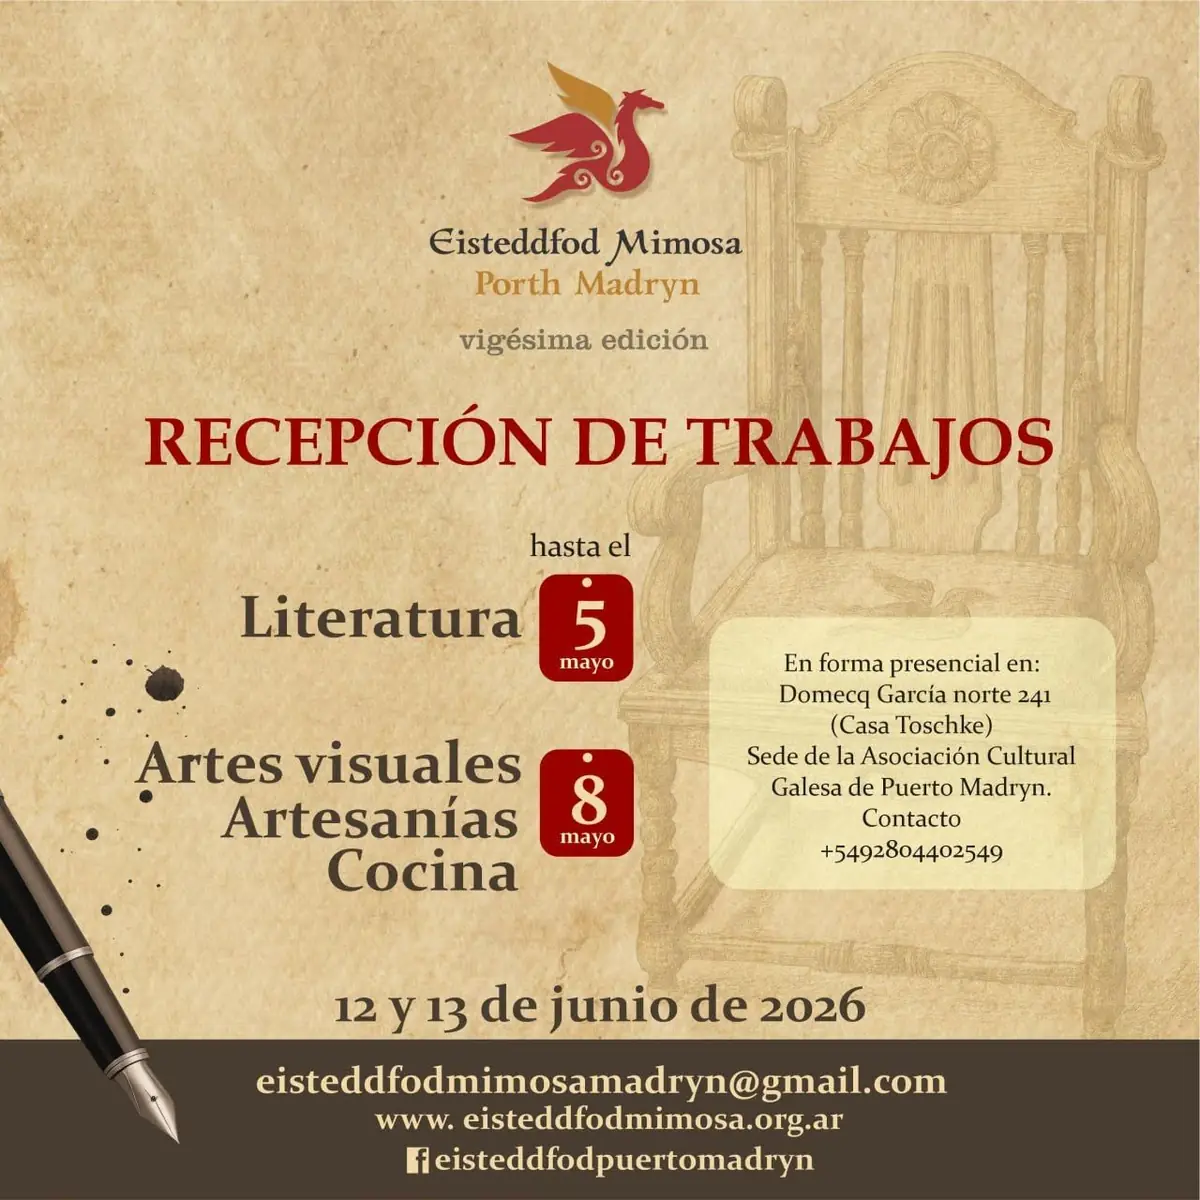 Eisteddfod Mimosa
Porth Madryn
vigésima edición
RECEPCIÓN DE TRABAJOS
hasta el
Literatura
5
mayo
Artes visuales
Artesanías
Cocina
8
mayo
En forma presencial en:
Domecq García norte 241
(Casa Toschke)
Sede de la Asociación Cultural
Galesa de Puerto Madryn.
Contacto
+5492804402549
12 y 13 de junio de 2026
eisteddfodmimosamadryn@gmail.com
www. eisteddfodmimosa.org.ar
eisteddfodpuertomadryn